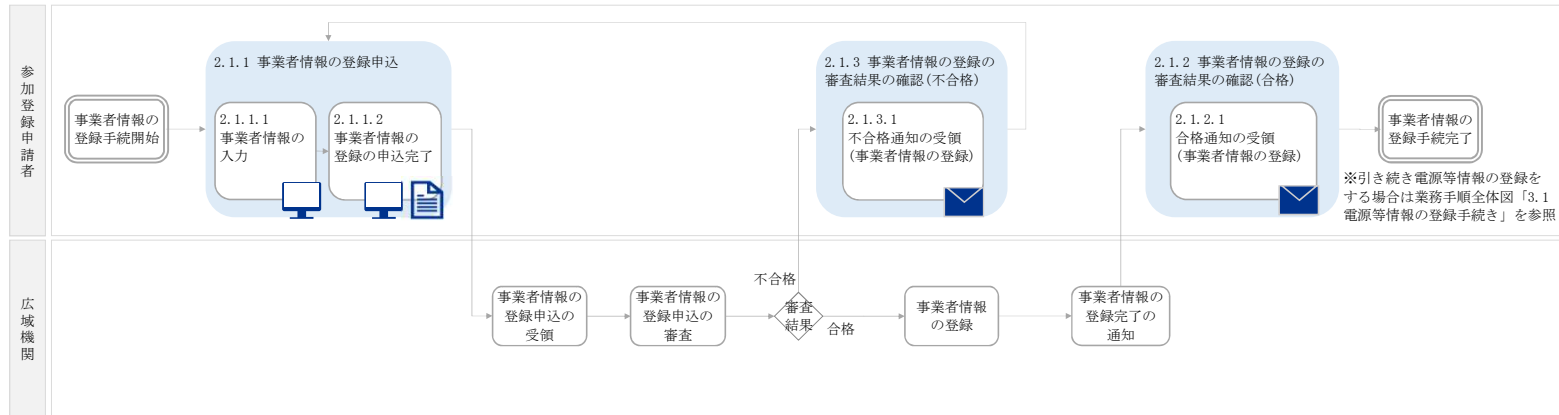 参加登録申請者
事業者情報の
登録手続開始
2.1.1 事業者情報の登録申込
2.1.1.1
事業者情報の
入力
2.1.1.2
事業者情報の
登録の申込完了
2.1.3 事業者情報の登録の
審査結果の確認(不合格)
2.1.3.1
不合格通知の受領
(事業者情報の登録)
2.1.2 事業者情報の登録の
審査結果の確認(合格)
2.1.2.1
合格通知の受領
(事業者情報の登録)
事業者情報の
登録手続完了
※引き続き電源等情報の登録を
する場合は業務手順全体図「3.1
電源等情報の登録手続き」を参照
広域機関
事業者情報の
登録申込の
受領
事業者情報の
登録申込の
審査
不合格
審査
結果
合格
事業者情報
の登録
事業者情報の
登録完了の
通知